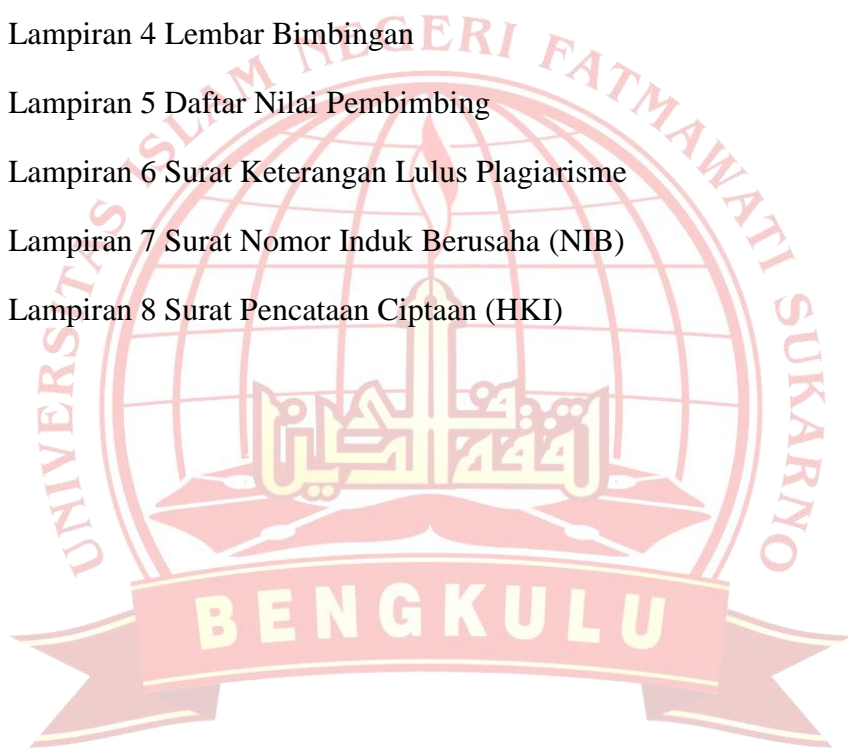 Lampiran 4 Lembar Bimbingan
Lampiran 5 Daftar Nilai Pembimbing
Lampiran 6 Surat Keterangan Lulus Plagiarisme
Lampiran 7 Surat Nomor Induk Berusaha (NIB)
Lampiran 8 Surat Pencataan Ciptaan (HKI)
UNIVERSITAS ISLAM NEGERI FATMAWATI SUKARNO
BENGKULU